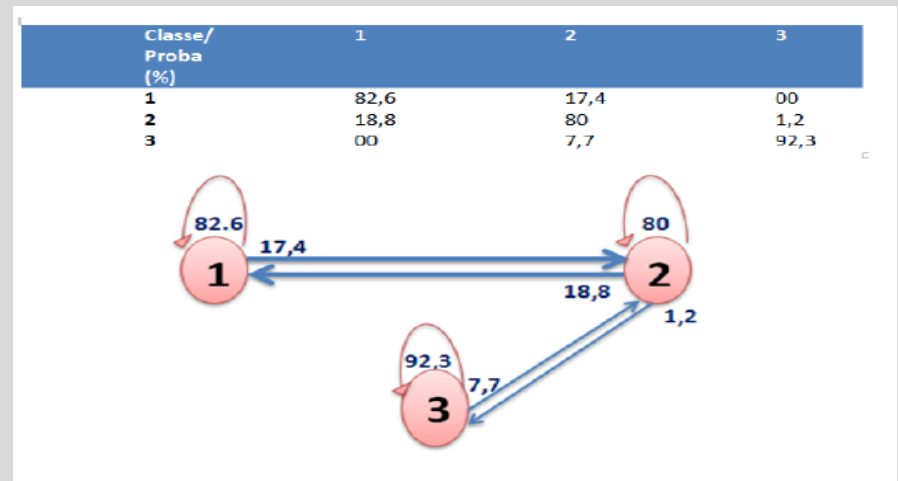 Classe/ 1 2 3
Proba
(%)
1 82,6 17,4 00
2 18,8 80 1,2
3 00 7,7 92,3
82.6 80
17,4
1 2
18,8
1,2
92,3
7,7
3